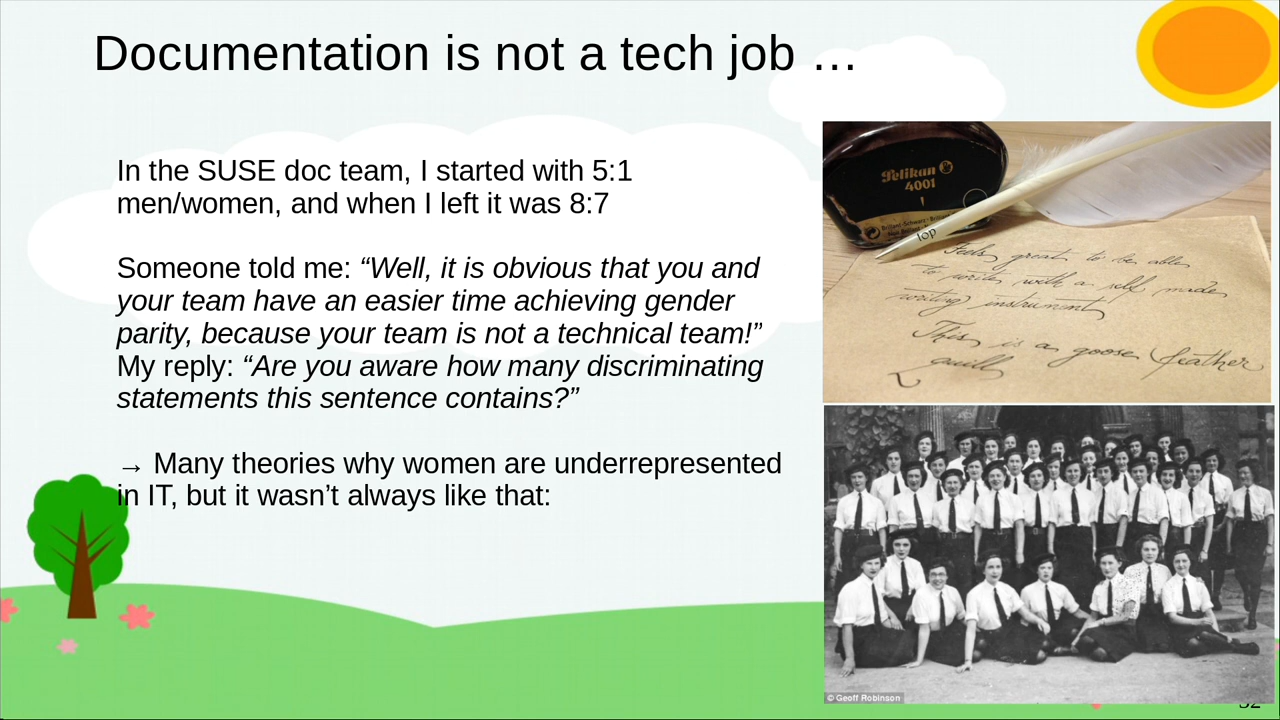 Documentation is not a tech job …
In the SUSE doc team, I started with 5:1
men/women, and when I left it was 8:7
Someone told me: “Well, it is obvious that you and
your team have an easier time achieving gender
parity, because your team is not a technical team!”
My reply: “Are you aware how many discriminating
statements this sentence contains?”
→ Many theories why women are underrepresented
in IT, but it wasn’t always like that:
Pelikan
4001
Top
Feels great to be able
to write with a self made
writing instrument
This is a goose feather
quill
© Geoff Robinson